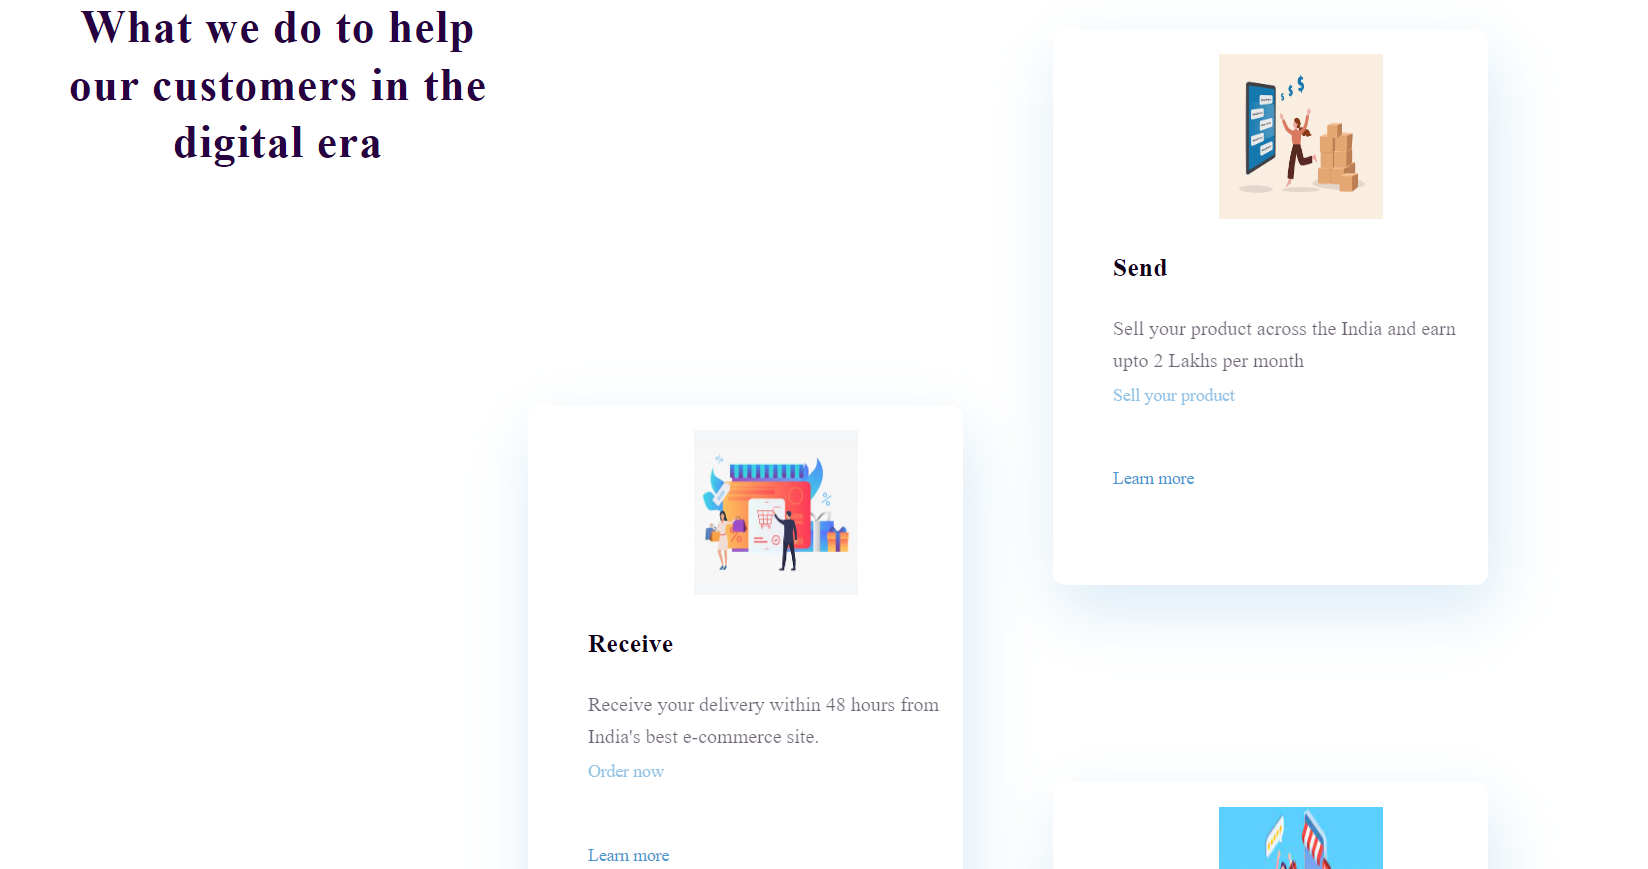 What we do to help
our customers in the
digital era
Send
Sell your product across the India and earn
upto 2 Lakhs per month
Sell your product
Learn more
Receive
Receive your delivery within 48 hours from
India's best e-commerce site.
Order now
Learn more